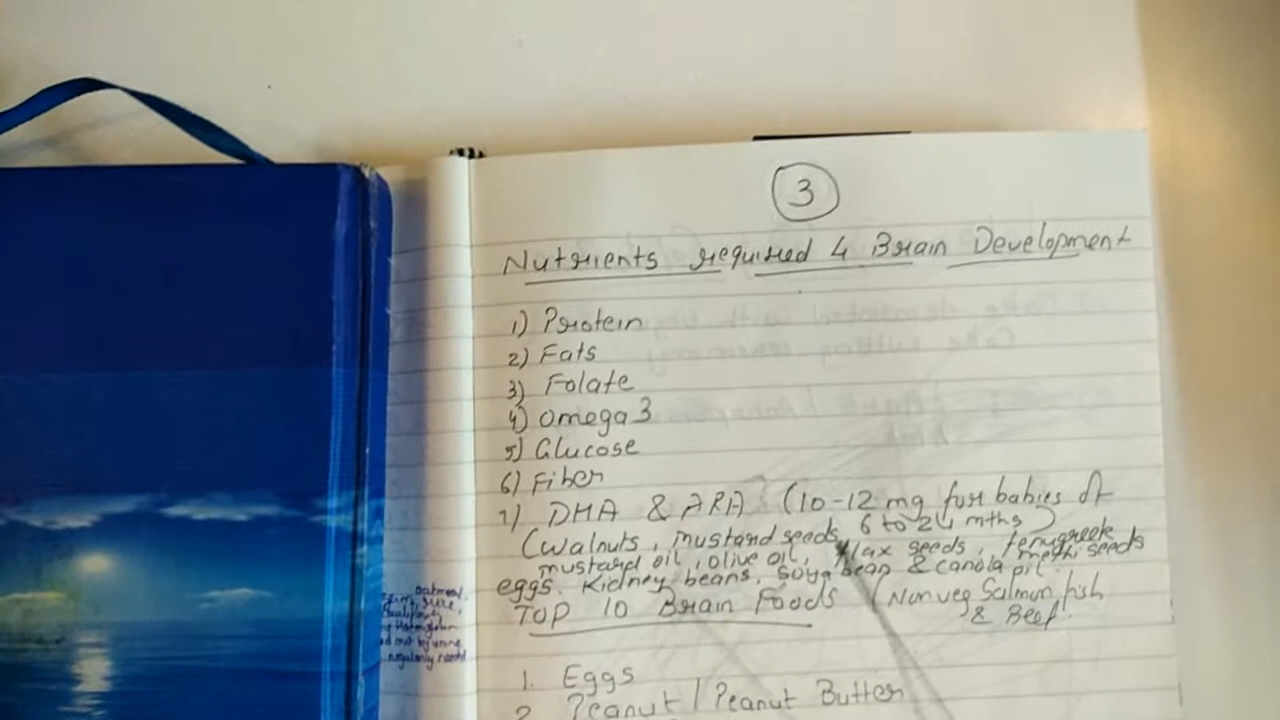 3
Nutrients required 4 Brain Development
1) Protein
2) Fats
3) Folate
4) Omega 3
5) Glucose
6) Fiber
7) DHA & ARA (10-12 mg for babies of
6 to 24 mths)
(Walnuts, mustard seeds,
mustard oil, olive oil, flax seeds, fenugreek
methi seeds
eggs. Kidney beans, Soya bean & canola oil.
TOP 10 Brain Foods (Non veg Salmon fish
& Beef.
1. Eggs
2. Peanut/Peanut Butter
oatmeal,
regularly